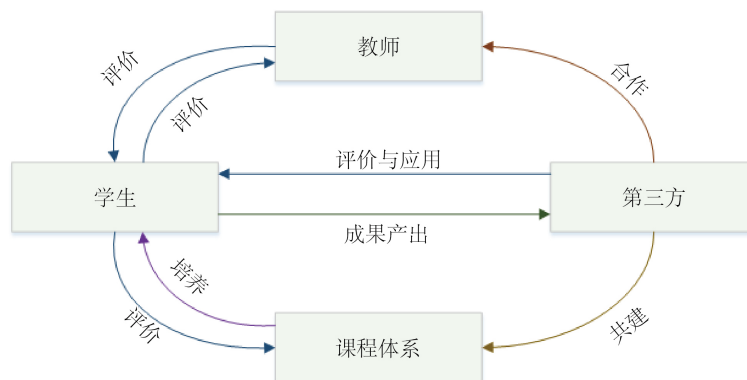 教师
评价
评价
合作
评价与应用
学生
第三方
成果产出
培养
评价
共建
课程体系